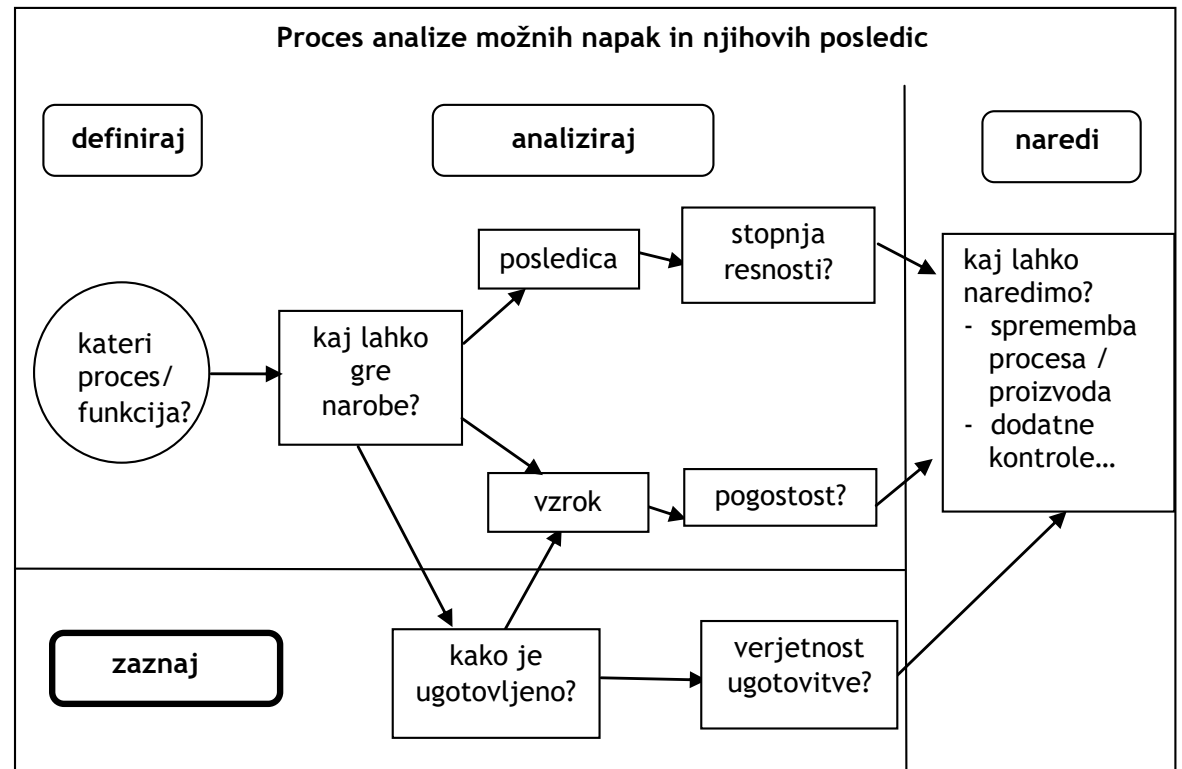 Proces analize možnih napak in njihovih posledic
definiraj
analiziraj
naredi
kateri
proces/
funkcija?
kaj lahko
gre
narobe?
posledica
stopnja
resnosti?
vzrok
pogostost?
kaj lahko
naredimo?
- sprememba
procesa /
proizvoda
- dodatne
kontrole…
zaznaj
kako je
ugotovljeno?
verjetnost
ugotovitve?